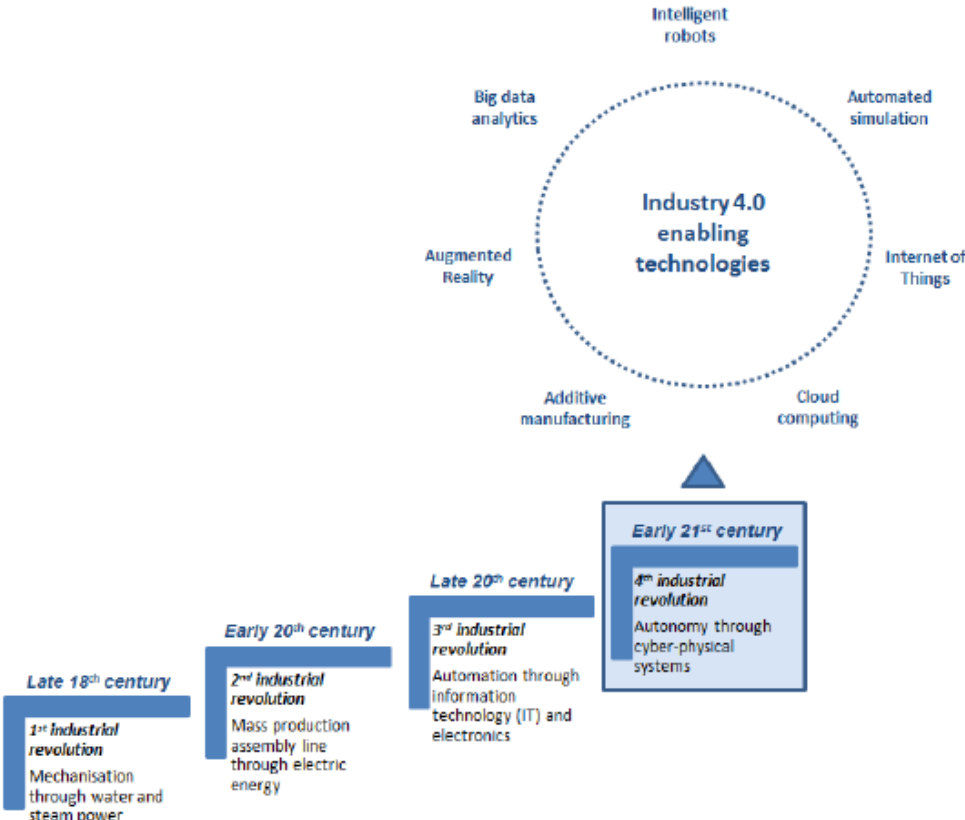 Intelligent
robots
Big data
analytics
Automated
simulation
Industry 4.0
enabling
technologies
Augmented
Reality
Internet of
Things
Additive
manufacturing
Cloud
computing
Early 21st century
4th industrial
revolution
Autonomy through
cyber-physical
systems
Late 20th century
3rd industrial
revolution
Automation through
information
technology (IT) and
electronics
Early 20th century
2nd industrial
revolution
Mass production
assembly line
through electric
energy
Late 18th century
1st industrial
revolution
Mechanisation
through water and
steam power